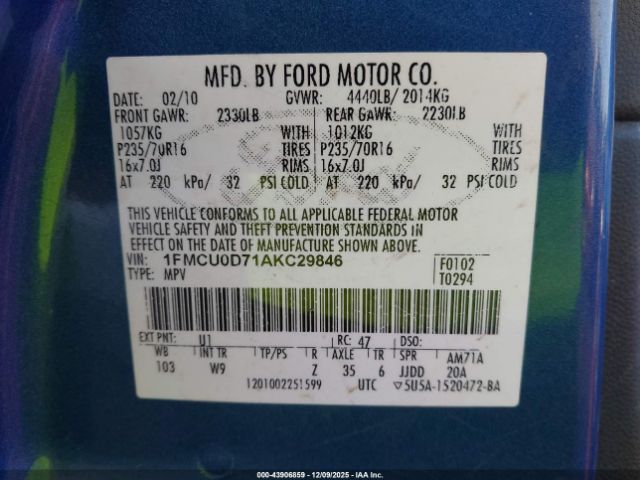 MFD. BY FORD MOTOR CO.
DATE: 02/10 GVWR: 4440LB/ 2014KG
FRONT GAWR: 2330LB REAR GAWR: 2230LB
1057KG WITH 1012KG WITH
P235/70R16 TIRES P235/70R16 TIRES
16x7.0J RIMS 16x7.0J RIMS
AT 220 kPa/ 32 PSI COLD AT 220 kPa/ 32 PSI COLD
THIS VEHICLE CONFORMS TO ALL APPLICABLE FEDERAL MOTOR
VEHICLE SAFETY AND THEFT PREVENTION STANDARDS IN
EFFECT ON THE DATE OF MANUFACTURE SHOWN ABOVE.
VIN: 1FMCU0D71AKC29846 F0102
TYPE: MPV T0294
EXT PNT: U1 RC: 47 DSO:
WB INT TR TP/PS R AXLE TR SPR AM71A
103 W9 Z 35 6 JJDD 20A
1201002251599 UTC ▽5U5A-1520472-BA
000-43906859 - 12/09/2025 - IAAI.CA